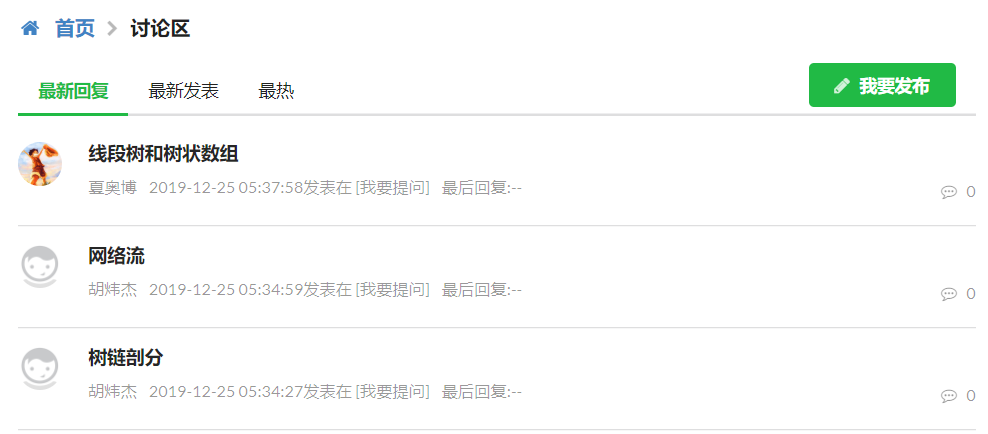 首页 讨论区
最新回复 最新发表 最热 我要发布
线段树和树状数组
夏奥博 2019-12-25 05:37:58发表在 [我要提问] 最后回复:--
0
网络流
胡炜杰 2019-12-25 05:34:59发表在 [我要提问] 最后回复:--
0
树链剖分
胡炜杰 2019-12-25 05:34:27发表在 [我要提问] 最后回复:--
0